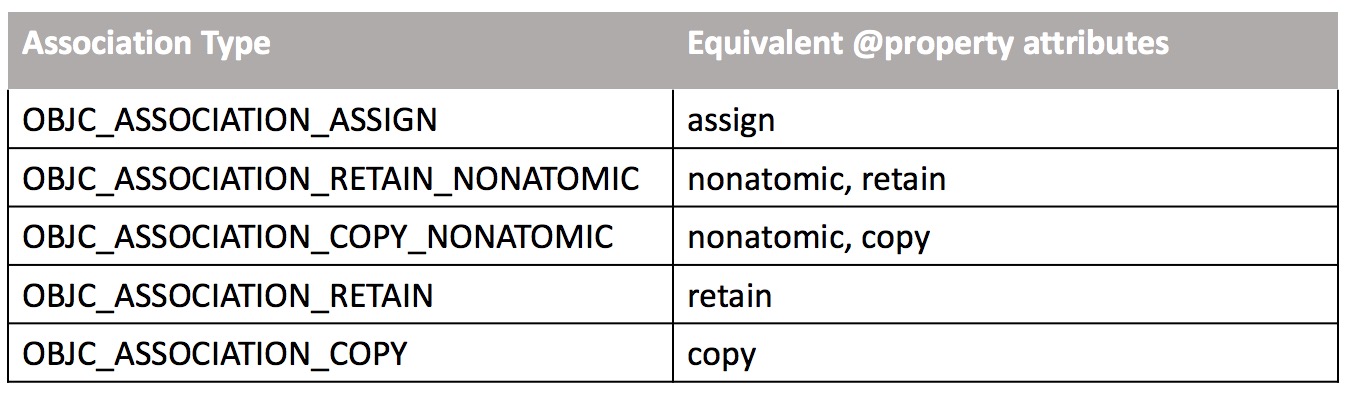 Association Type Equivalent @property attributes
OBJC_ASSOCIATION_ASSIGN assign
OBJC_ASSOCIATION_RETAIN_NONATOMIC nonatomic, retain
OBJC_ASSOCIATION_COPY_NONATOMIC nonatomic, copy
OBJC_ASSOCIATION_RETAIN retain
OBJC_ASSOCIATION_COPY copy